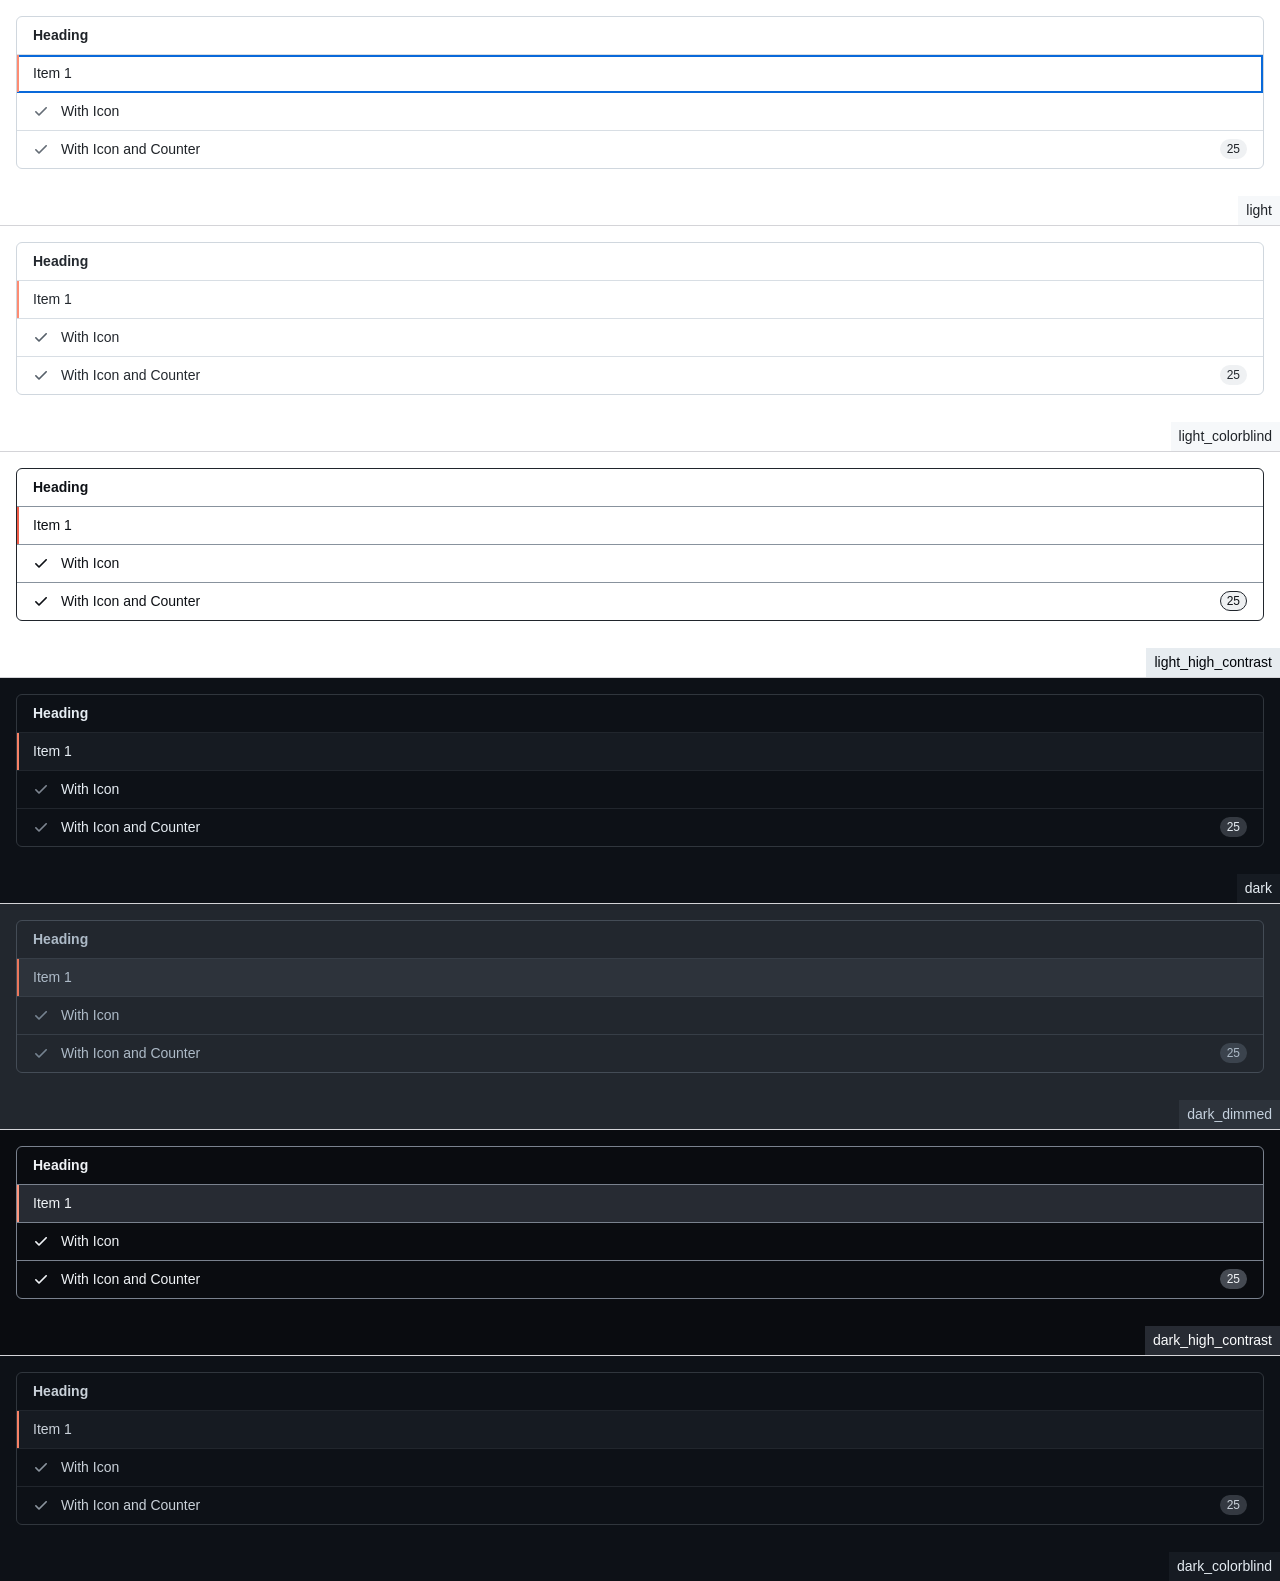 Heading
Item 1
With Icon
With Icon and Counter 25
light
Heading
Item 1
With Icon
With Icon and Counter 25
light_colorblind
Heading
Item 1
With Icon
With Icon and Counter 25
light_high_contrast
Heading
Item 1
With Icon
With Icon and Counter 25
dark
Heading
Item 1
With Icon
With Icon and Counter 25
dark_dimmed
Heading
Item 1
With Icon
With Icon and Counter 25
dark_high_contrast
Heading
Item 1
With Icon
With Icon and Counter 25
dark_colorblind